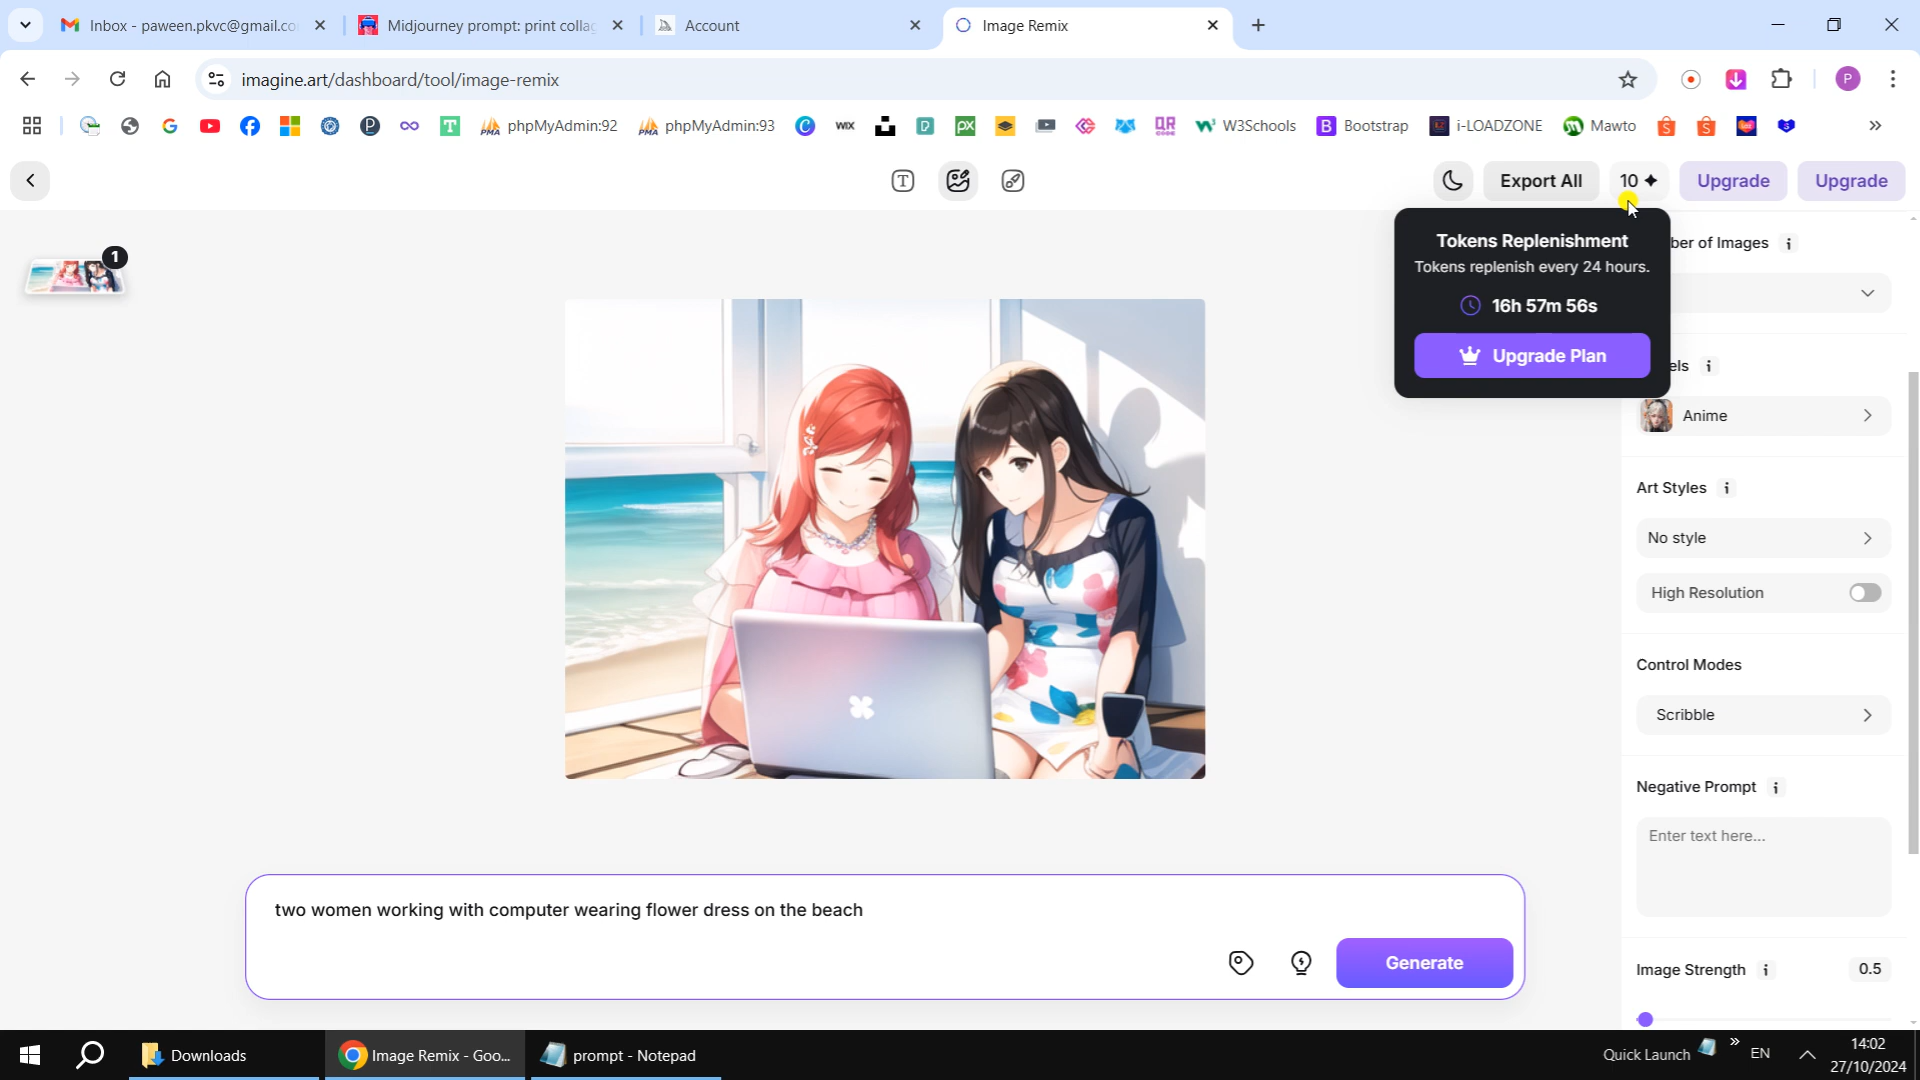 Inbox - paween.pkvc@gmail.co
Midjourney prompt: print colla
Account
Image Remix
imagine.art/dashboard/tool/image-remix
P
phpMyAdmin:92
phpMyAdmin:93
WIX
W3Schools
Bootstrap
i-LOADZONE
Mawto
Export All
10
Upgrade
Upgrade
1
Tokens Replenishment
Tokens replenish every 24 hours.
16h 57m 56s
Upgrade Plan
ber of Images
els
Anime
Art Styles
No style
High Resolution
Control Modes
Scribble
Negative Prompt
Enter text here...
two women working with computer wearing flower dress on the beach
Generate
Image Strength
0.5
Downloads
Image Remix - Goo...
prompt - Notepad
Quick Launch
EN
14:02
27/10/2024